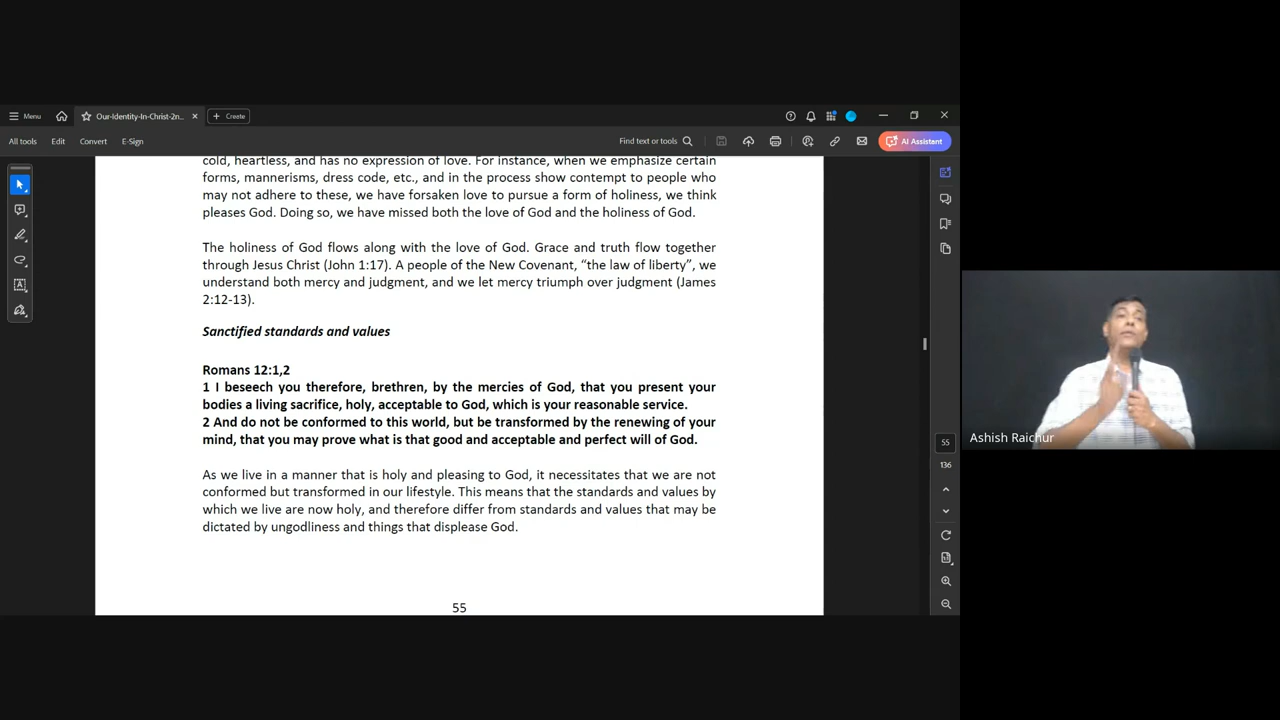 Menu
Our-Identity-In-Christ-2n...
Create
All tools
Edit
Convert
E-Sign
Find text or tools
AI Assistant
cold, heartless, and has no expression of love. For instance, when we emphasize certain
forms, mannerisms, dress code, etc., and in the process show contempt to people who
may not adhere to these, we have forsaken love to pursue a form of holiness, we think
pleases God. Doing so, we have missed both the love of God and the holiness of God.
The holiness of God flows along with the love of God. Grace and truth flow together
through Jesus Christ (John 1:17). A people of the New Covenant, “the law of liberty”, we
understand both mercy and judgment, and we let mercy triumph over judgment (James
2:12-13).
Sanctified standards and values
Romans 12:1,2
1 I beseech you therefore, brethren, by the mercies of God, that you present your
bodies a living sacrifice, holy, acceptable to God, which is your reasonable service.
2 And do not be conformed to this world, but be transformed by the renewing of your
mind, that you may prove what is that good and acceptable and perfect will of God.
As we live in a manner that is holy and pleasing to God, it necessitates that we are not
conformed but transformed in our lifestyle. This means that the standards and values by
which we live are now holy, and therefore differ from standards and values that may be
dictated by ungodliness and things that displease God.
55
55
136
Ashish Raichur